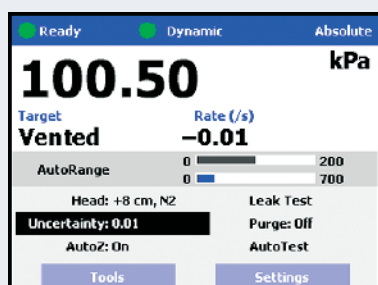 Ready Dynamic Absolute
100.50 kPa
Target Rate (/s)
Vented −0.01
AutoRange 0 200
0 700
Head: +8 cm, N2 Leak Test
Uncertainty: 0.01 Purge: Off
AutoZ: On AutoTest
Tools Settings